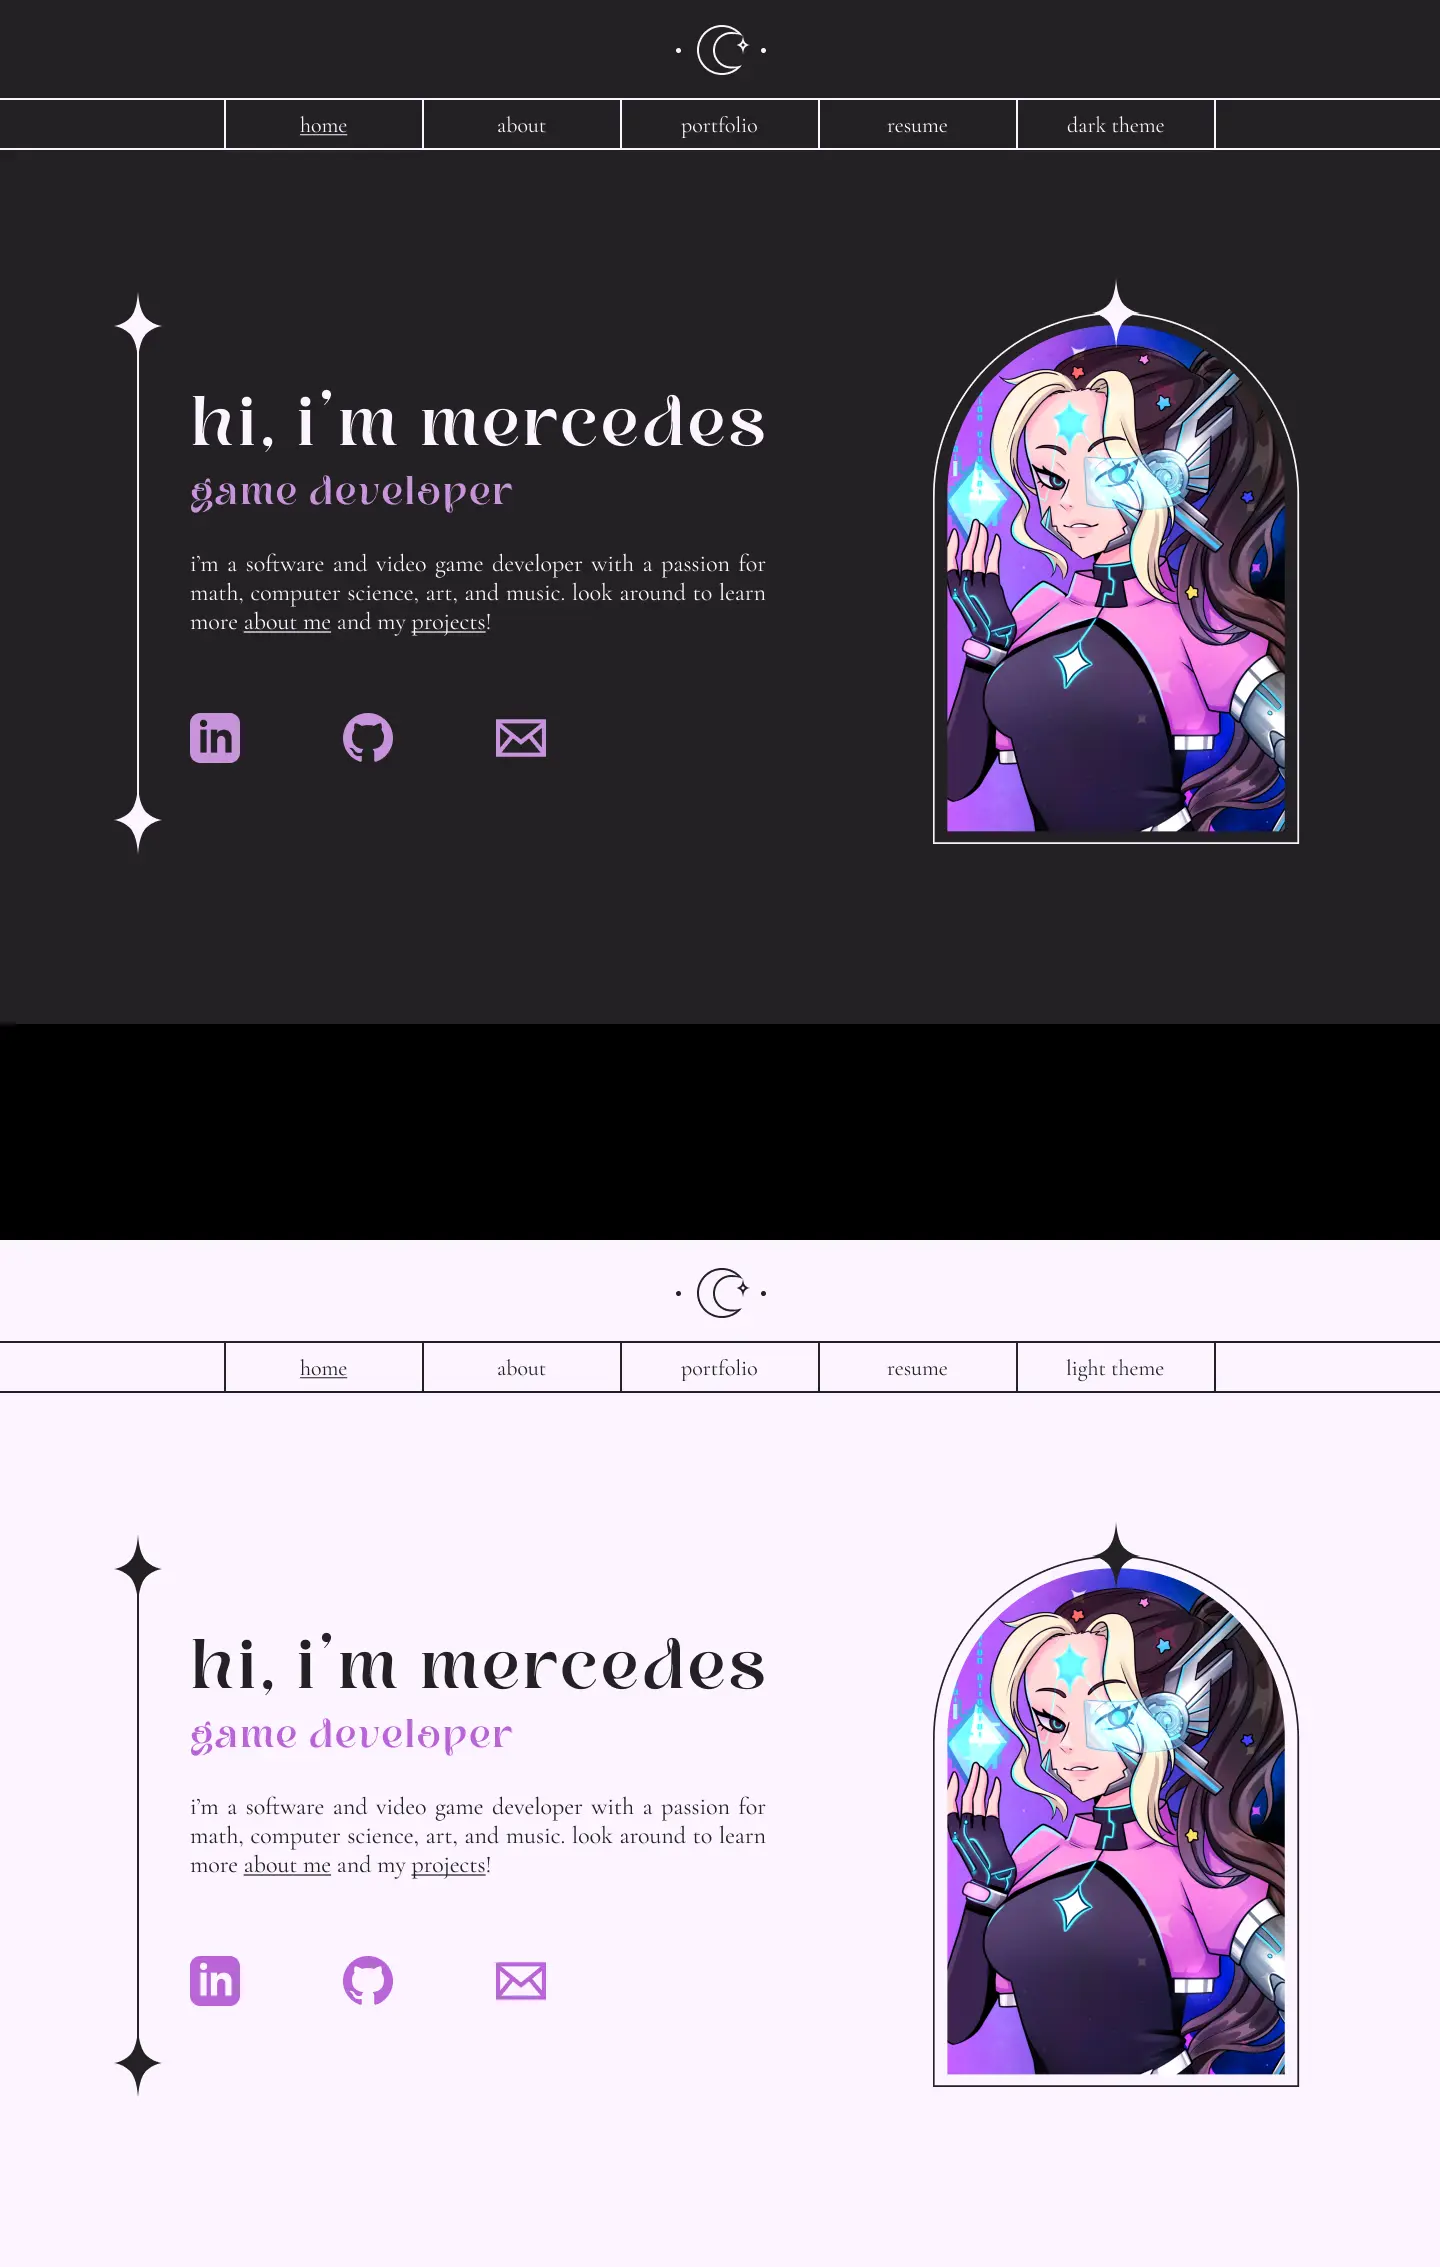 home about portfolio resume dark theme
hi, i'm mercedes
game developer
i'm a software and video game developer with a passion for
math, computer science, art, and music. look around to learn
more about me and my projects!
in
home about portfolio resume light theme
hi, i'm mercedes
game developer
i'm a software and video game developer with a passion for
math, computer science, art, and music. look around to learn
more about me and my projects!
in